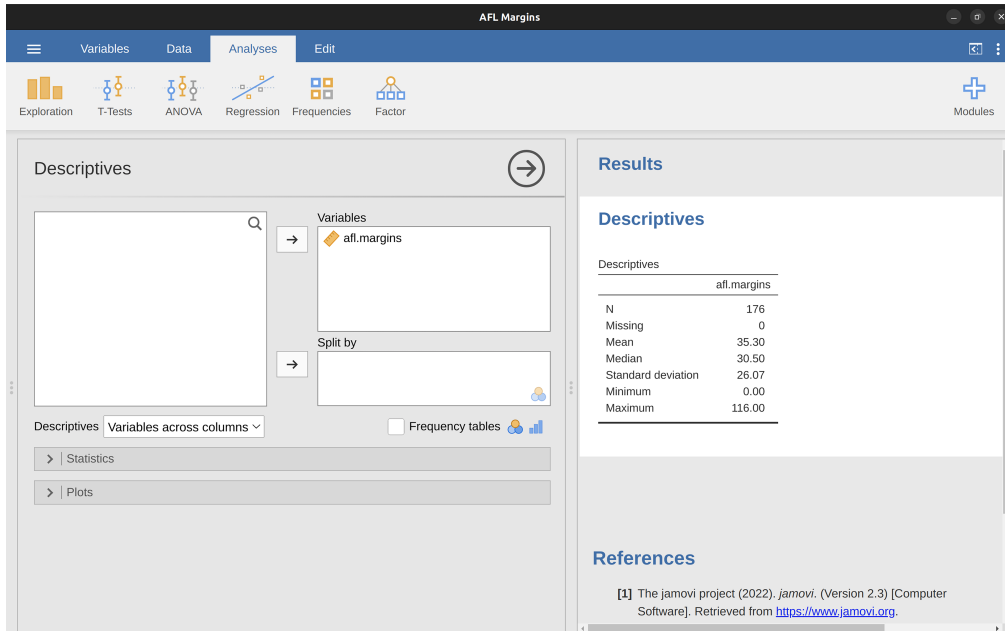 AFL Margins
Variables Data Analyses Edit
Exploration T-Tests ANOVA Regression Frequencies Factor Modules
Descriptives
Variables
afl.margins
Split by
Descriptives Variables across columns Frequency tables
Statistics
Plots
Results
Descriptives
Descriptives
afl.margins
N 176
Missing 0
Mean 35.30
Median 30.50
Standard deviation 26.07
Minimum 0.00
Maximum 116.00
References
[1] The jamovi project (2022). jamovi. (Version 2.3) [Computer
Software]. Retrieved from https://www.jamovi.org.